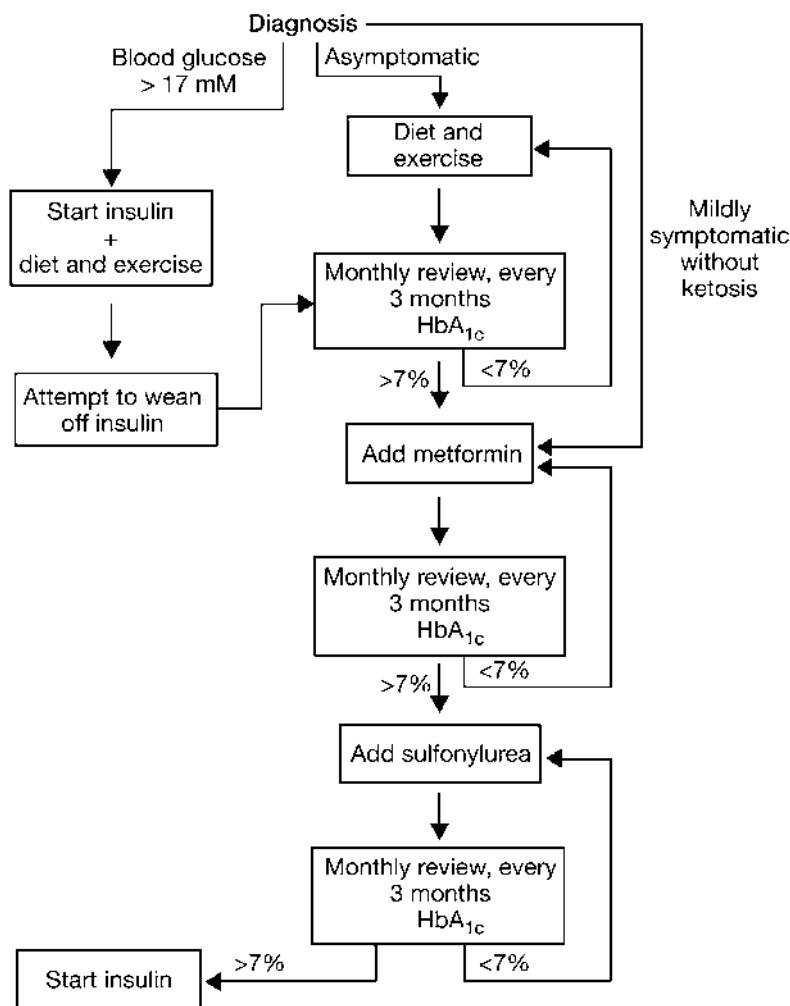 Diagnosis
Blood glucose
> 17 mM
Asymptomatic
Diet and
exercise
Start insulin
+
diet and exercise
Mildly
symptomatic
without
ketosis
Monthly review, every
3 months
HbA1c
>7%
<7%
Attempt to wean
off insulin
Add metformin
Monthly review, every
3 months
HbA1c
>7%
<7%
Add sulfonylurea
Monthly review, every
3 months
HbA1c
>7%
<7%
Start insulin